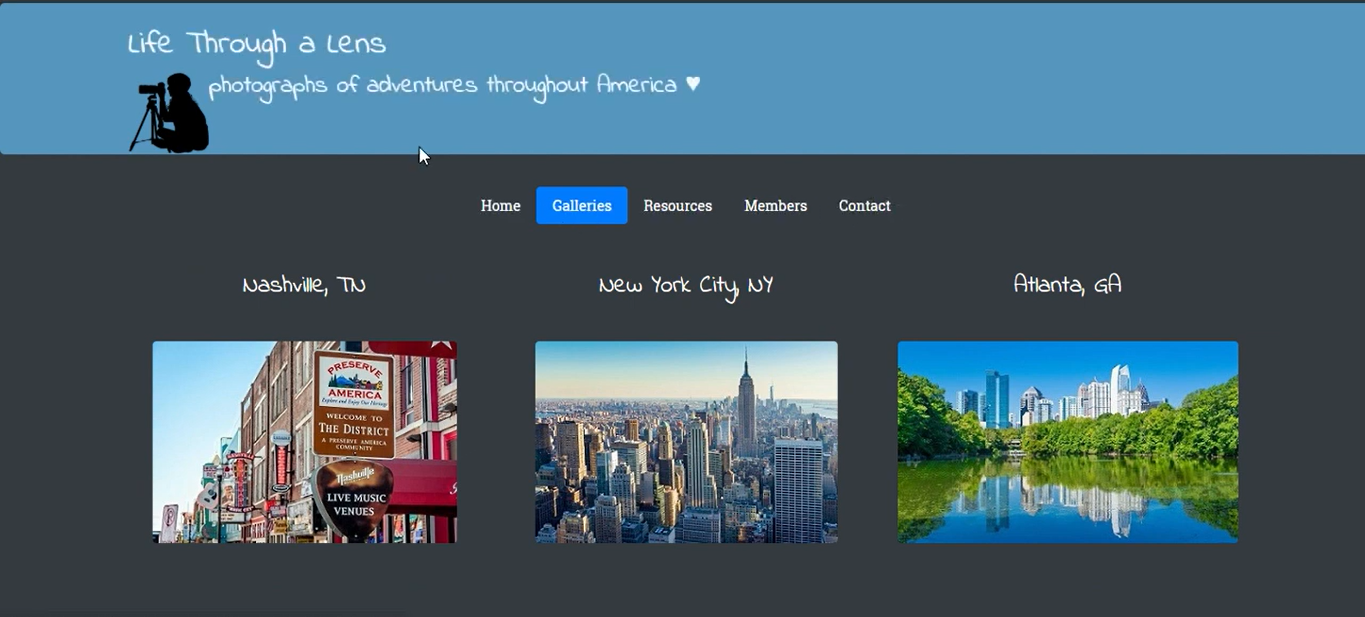 Life Through a Lens
photographs of adventures throughout America ♥
Home Galleries Resources Members Contact
Nashville, TN
New York City, NY
Atlanta, GA
PRESERVE
AMERICA
Explore and Enjoy Our Heritage
WELCOME TO
THE DISTRICT
A PRESERVE AMERICA
COMMUNITY
Nashville
LIVE MUSIC
VENUES